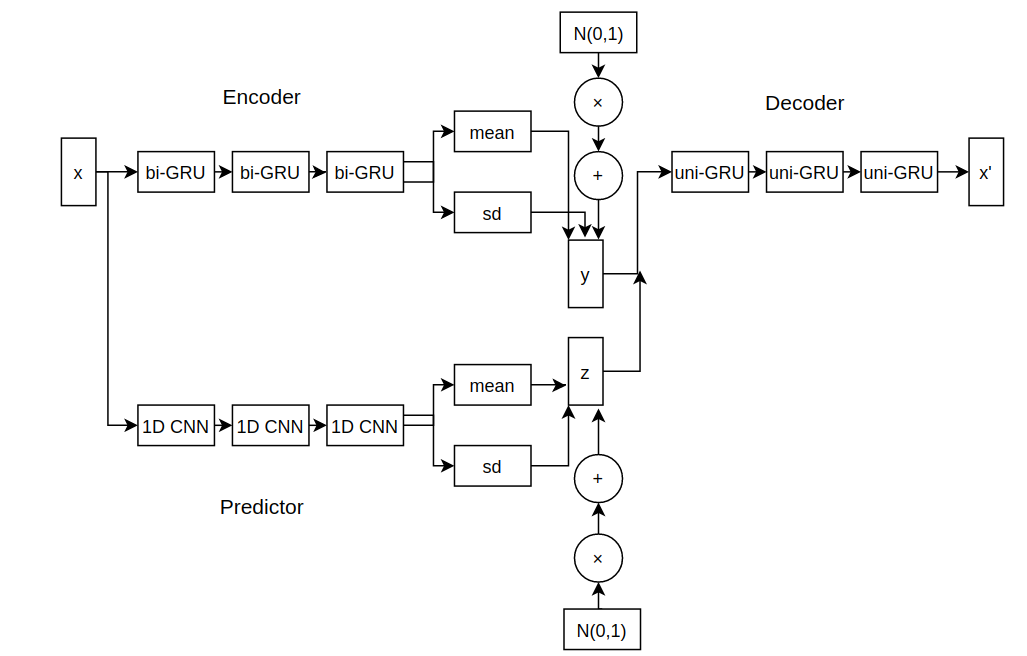 N(0,1)
Encoder
Decoder
×
mean
+
x
bi-GRU
bi-GRU
bi-GRU
uni-GRU
uni-GRU
uni-GRU
x'
sd
y
z
mean
1D CNN
1D CNN
1D CNN
sd
+
Predictor
×
N(0,1)